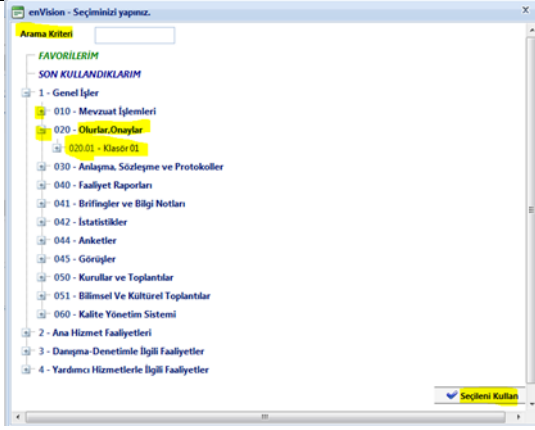 enVision - Seçiminizi yapınız.
Arama Kriteri
FAVORİLERİM
SON KULLANDIKLARIM
1 - Genel İşler
010 - Mevzuat İşlemleri
020 - Olurlar,Onaylar
020.01 - Klasör 01
030 - Anlaşma, Sözleşme ve Protokoller
040 - Faaliyet Raporları
041 - Brifingler ve Bilgi Notları
042 - İstatistikler
044 - Anketler
045 - Görüşler
050 - Kurullar ve Toplantılar
051 - Bilimsel Ve Kültürel Toplantılar
060 - Kalite Yönetim Sistemi
2 - Ana Hizmet Faaliyetleri
3 - Danışma-Denetimle İlgili Faaliyetler
4 - Yardımcı Hizmetlerle İlgili Faaliyetler
Seçileni Kullan